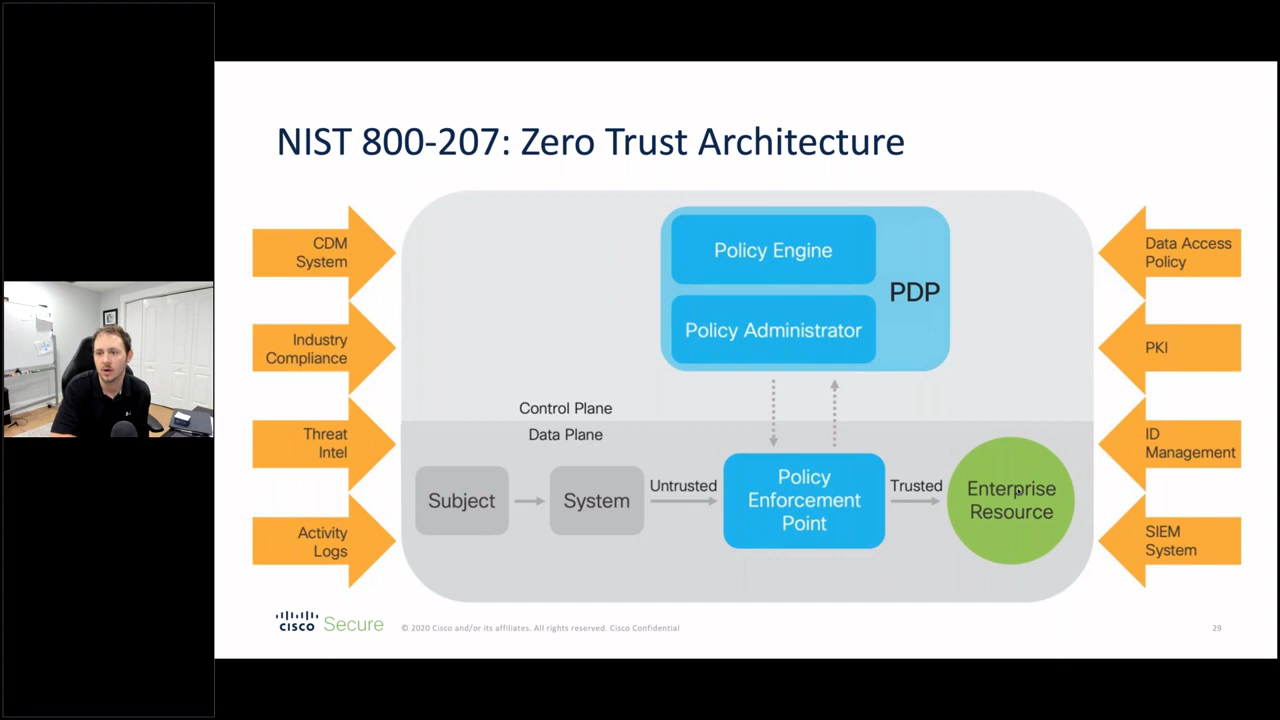 NIST 800-207: Zero Trust Architecture
CDM
System
Industry
Compliance
Threat
Intel
Activity
Logs
Policy Engine
Policy Administrator
PDP
Control Plane
Data Plane
Subject
System
Untrusted
Policy
Enforcement
Point
Trusted
Enterprise
Resource
Data Access
Policy
PKI
ID
Management
SIEM
System
CISCO Secure
© 2020 Cisco and/or its affiliates. All rights reserved. Cisco Confidential
29